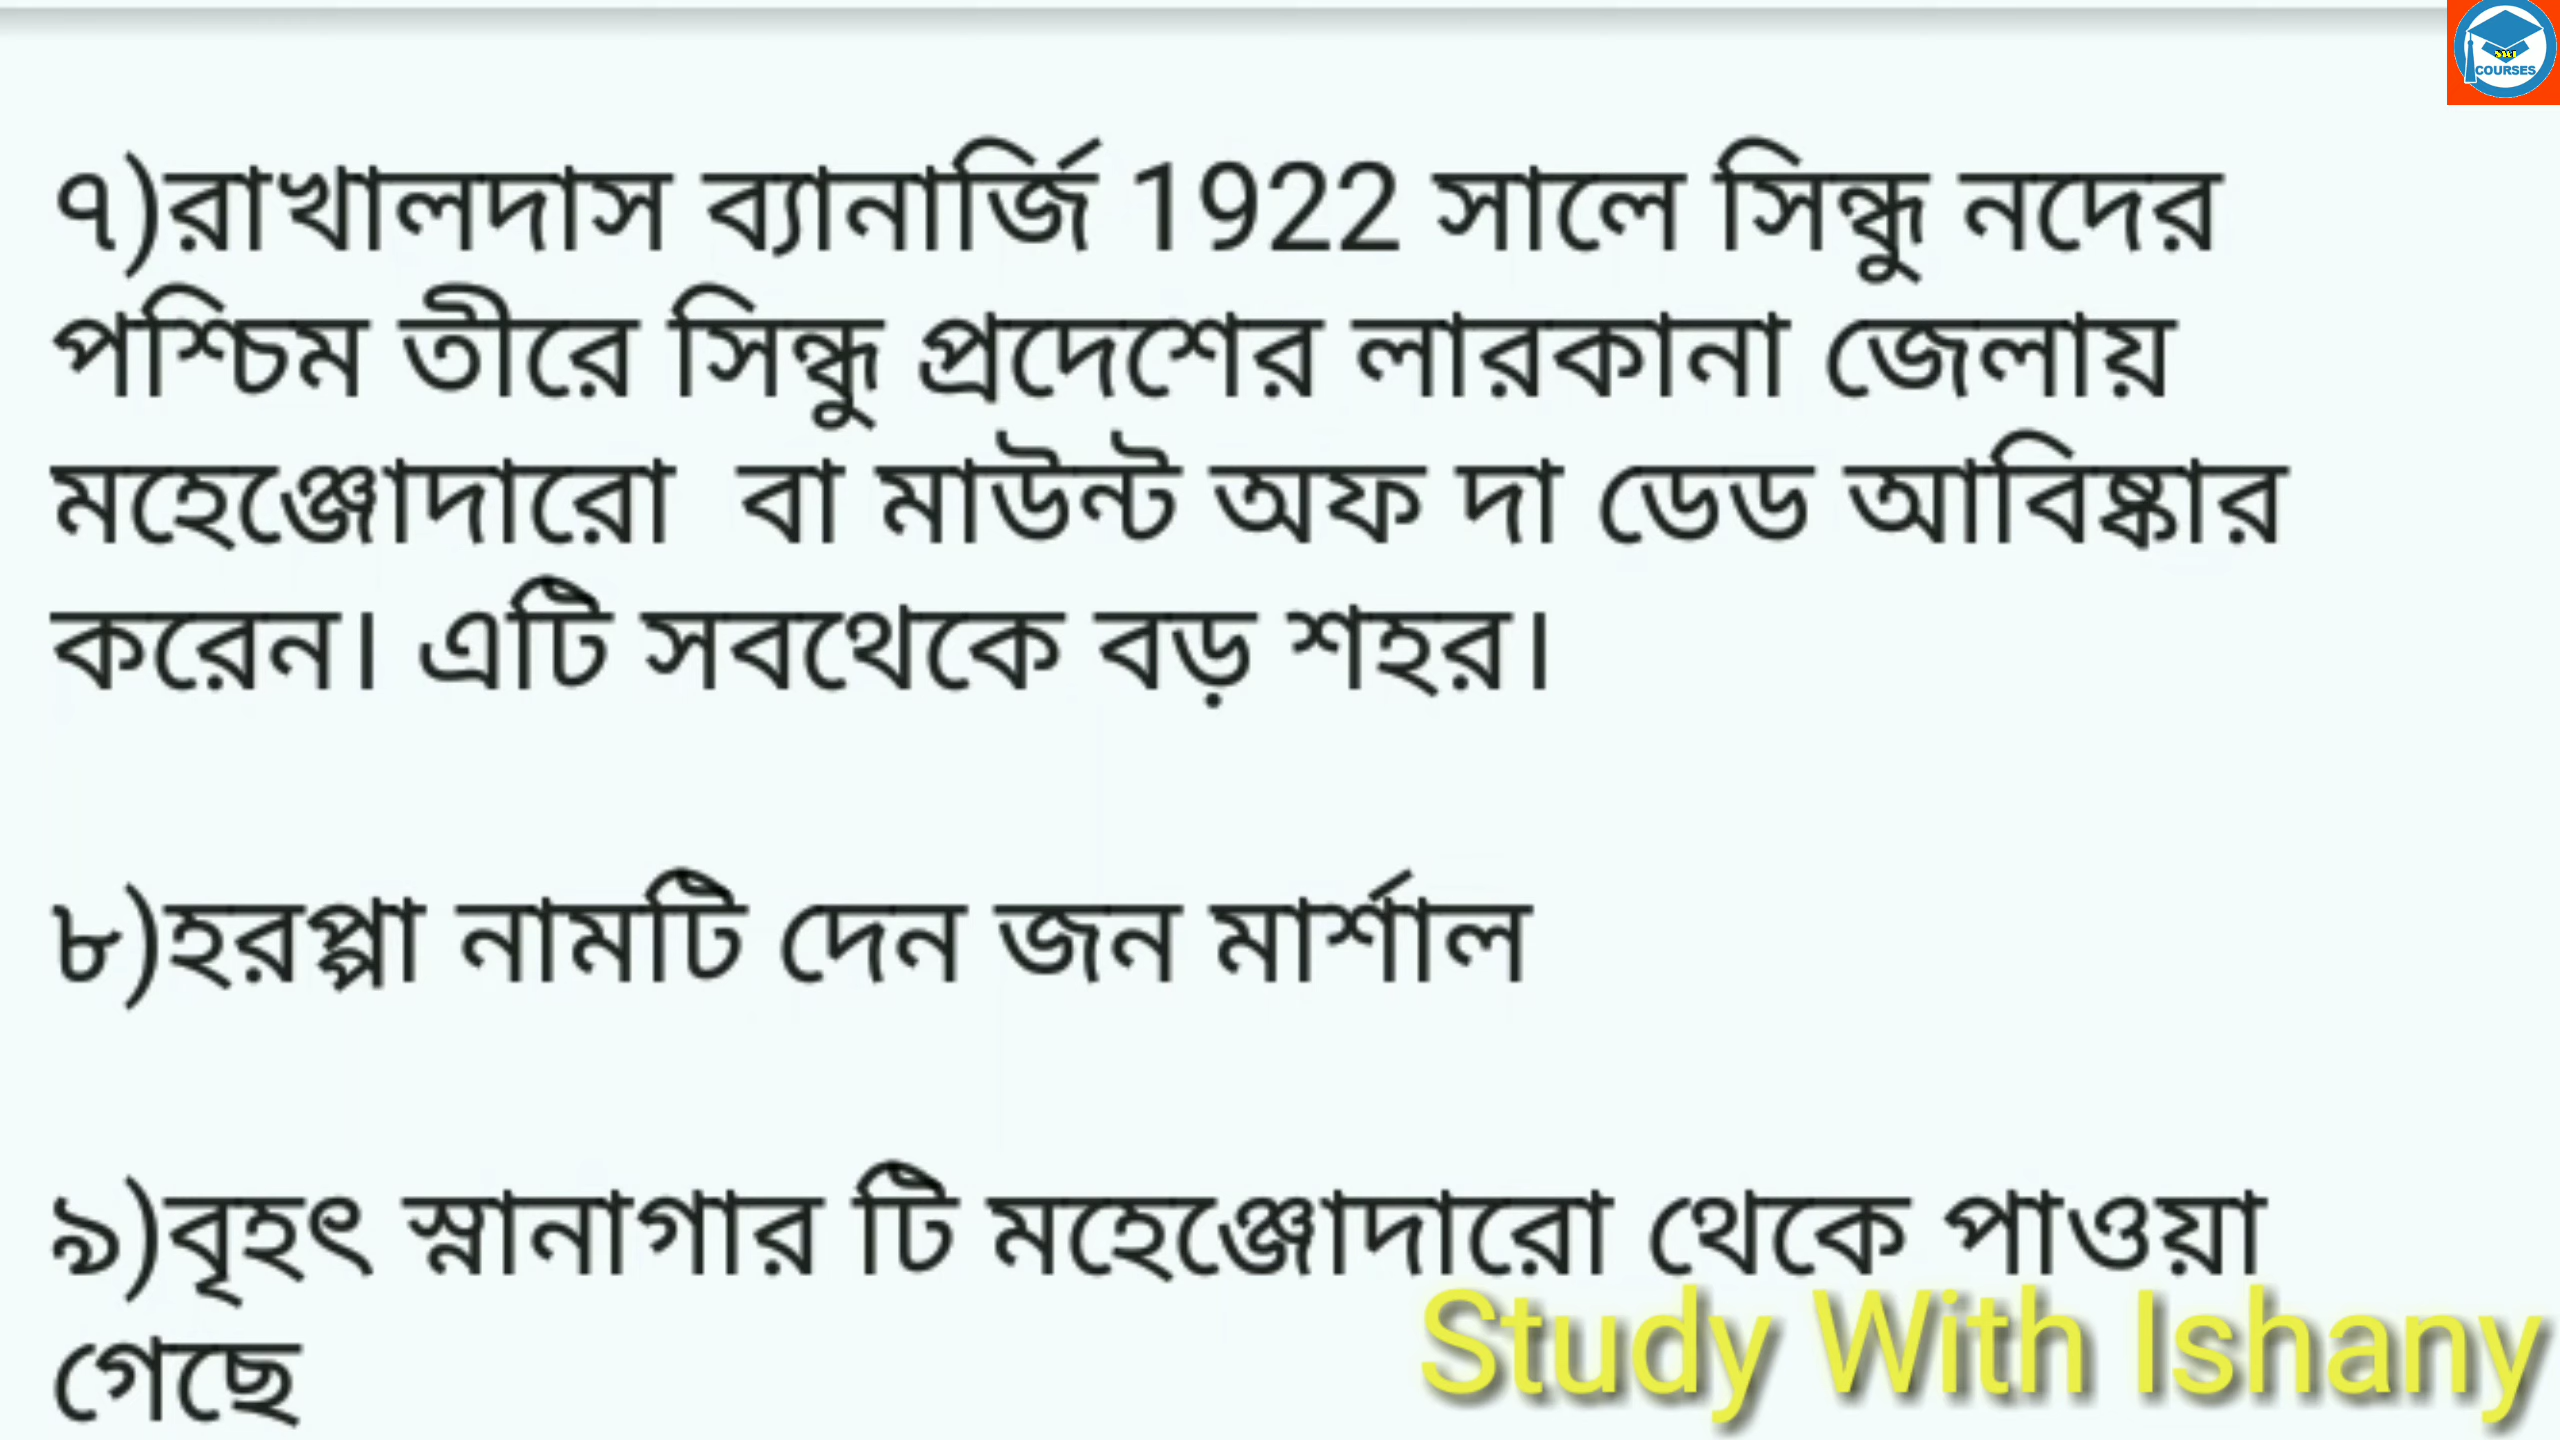 COURSES
৭)রাখালদাস ব্যানার্জি 1922 সালে সিন্ধু নদের
পশ্চিম তীরে সিন্ধু প্রদেশের লারকানা জেলায়
মহেঞ্জোদারো বা মাউন্ট অফ দা ডেড আবিষ্কার
করেন। এটি সবথেকে বড় শহর।
৮)হরপ্পা নামটি দেন জন মার্শাল
৯)বৃহৎ স্নানাগার টি মহেঞ্জোদারো থেকে পাওয়া
গেছে
Study With Ishany